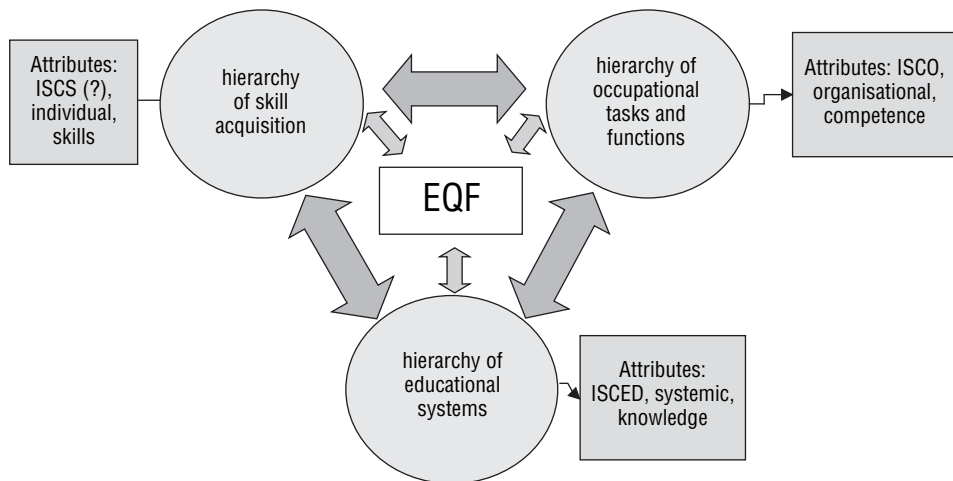 Attributes:
ISCS (?),
individual,
skills
hierarchy
of skill
acquisition
hierarchy of
occupational
tasks and
functions
Attributes: ISCO,
organisational,
competence
EQF
hierarchy of
educational
systems
Attributes:
ISCED, systemic,
knowledge